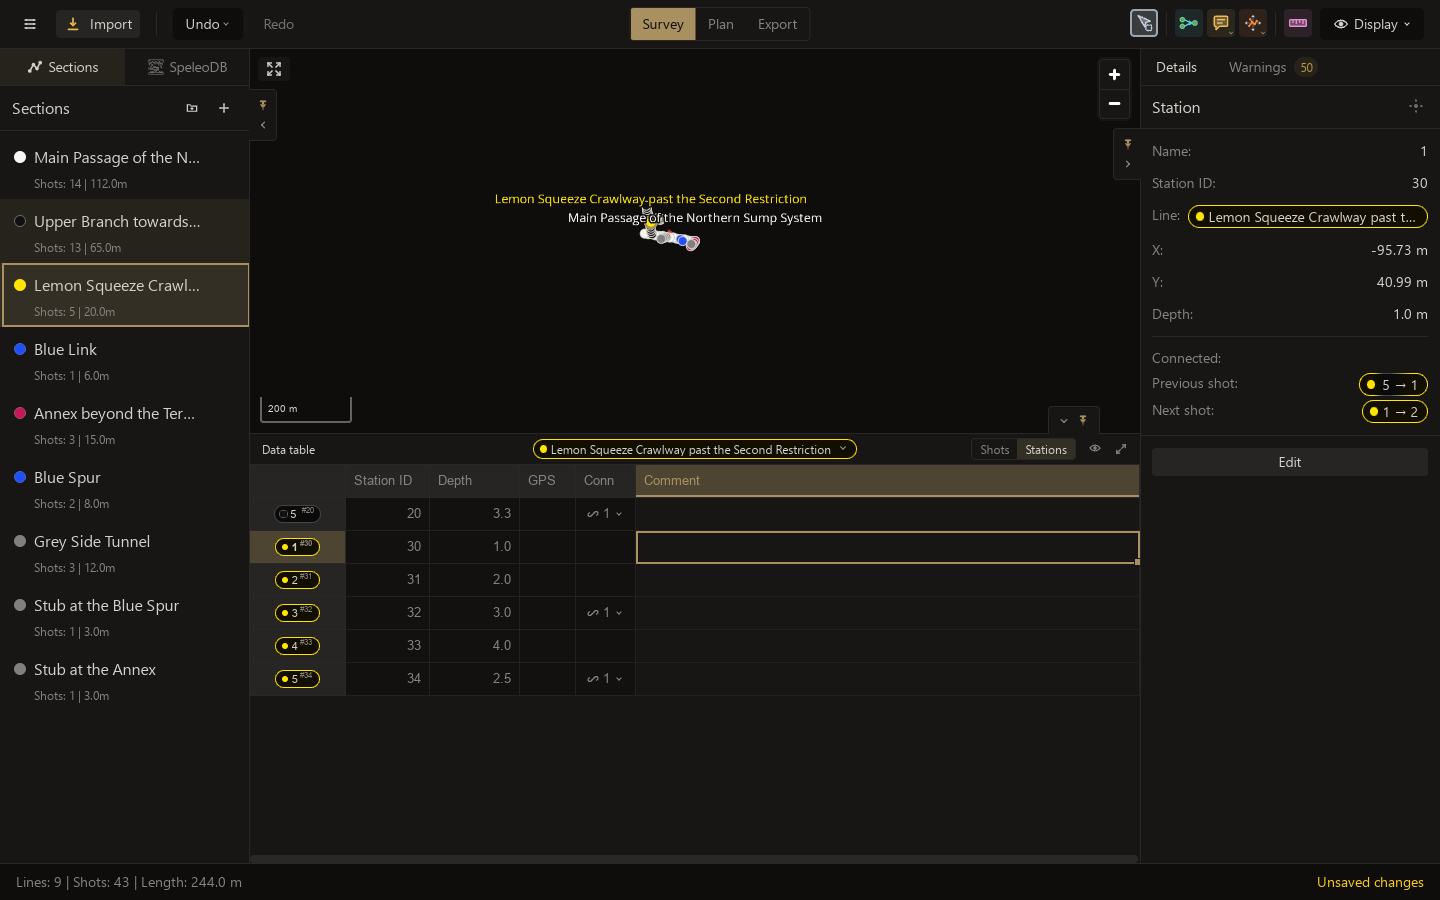 Import
Undo
Redo
Survey
Plan
Export
Display
Sections
SpeleoDB
Sections
Main Passage of the N...
Shots: 14 | 112.0m
Upper Branch towards...
Shots: 13 | 65.0m
Lemon Squeeze Crawl...
Shots: 5 | 20.0m
Blue Link
Shots: 1 | 6.0m
Annex beyond the Ter...
Shots: 3 | 15.0m
Blue Spur
Shots: 2 | 8.0m
Grey Side Tunnel
Shots: 3 | 12.0m
Stub at the Blue Spur
Shots: 1 | 3.0m
Stub at the Annex
Shots: 1 | 3.0m
Lemon Squeeze Crawlway past the Second Restriction
Main Passage of the Northern Sump System
200 m
Data table
Lemon Squeeze Crawlway past the Second Restriction
Shots
Stations
Station ID Depth GPS Conn Comment
5 #20 20 3.3 1
1 #30 30 1.0
2 #31 31 2.0
3 #32 32 3.0 1
4 #33 33 4.0
5 #34 34 2.5 1
Details
Warnings 50
Station
Name: 1
Station ID: 30
Line: Lemon Squeeze Crawlway past t...
X: -95.73 m
Y: 40.99 m
Depth: 1.0 m
Connected:
Previous shot: 5 → 1
Next shot: 1 → 2
Edit
Lines: 9 | Shots: 43 | Length: 244.0 m
Unsaved changes